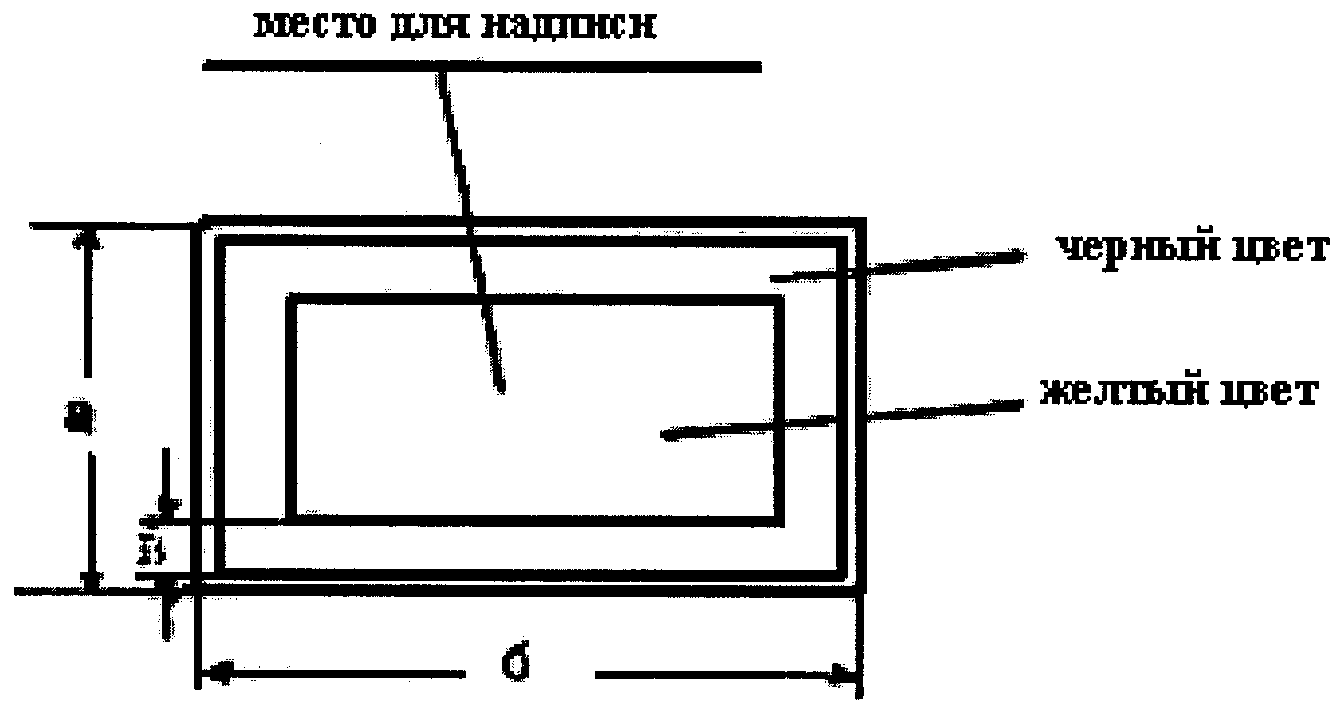 место для надписи
черный цвет
желтый цвет
б